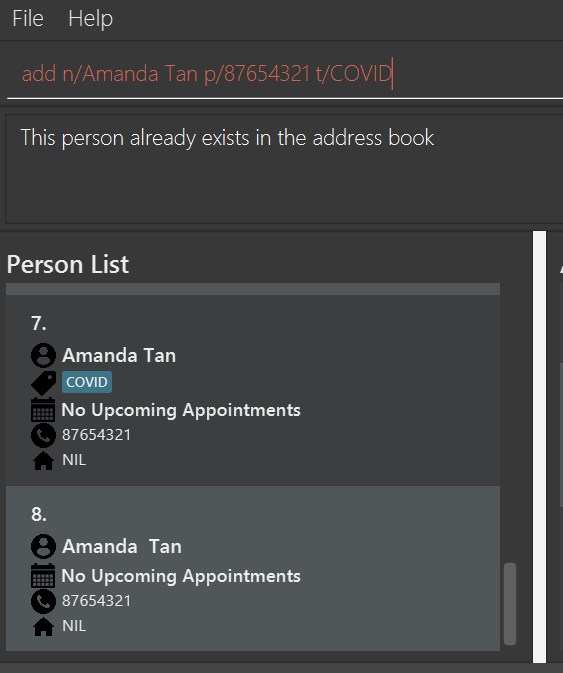 File Help
add n/Amanda Tan p/87654321 t/COVID
This person already exists in the address book
Person List
7.
Amanda Tan
COVID
No Upcoming Appointments
87654321
NIL
8.
Amanda  Tan
No Upcoming Appointments
87654321
NIL